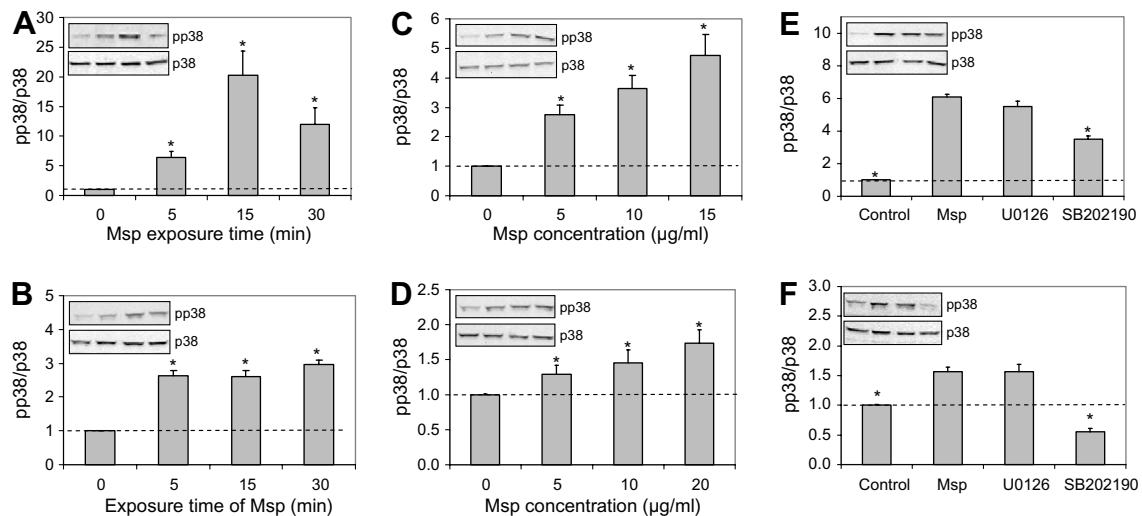 A
30
25
20
15
10
5
0
pp38/p38
pp38
p38
*
*
*
0 5 15 30
Msp exposure time (min)
C
6
5
4
3
2
1
0
pp38/p38
pp38
p38
*
*
*
0 5 10 15
Msp concentration (µg/ml)
E
10
8
6
4
2
0
pp38/p38
pp38
p38
*
*
Control Msp U0126 SB202190
B
5
4
3
2
1
0
pp38/p38
pp38
p38
*
*
*
0 5 15 30
Exposure time of Msp (min)
D
2.5
2.0
1.5
1.0
0.5
0.0
pp38/p38
pp38
p38
*
*
*
0 5 10 20
Msp concentration (µg/ml)
F
3.0
2.5
2.0
1.5
1.0
0.5
0.0
pp38/p38
pp38
p38
*
*
Control Msp U0126 SB202190